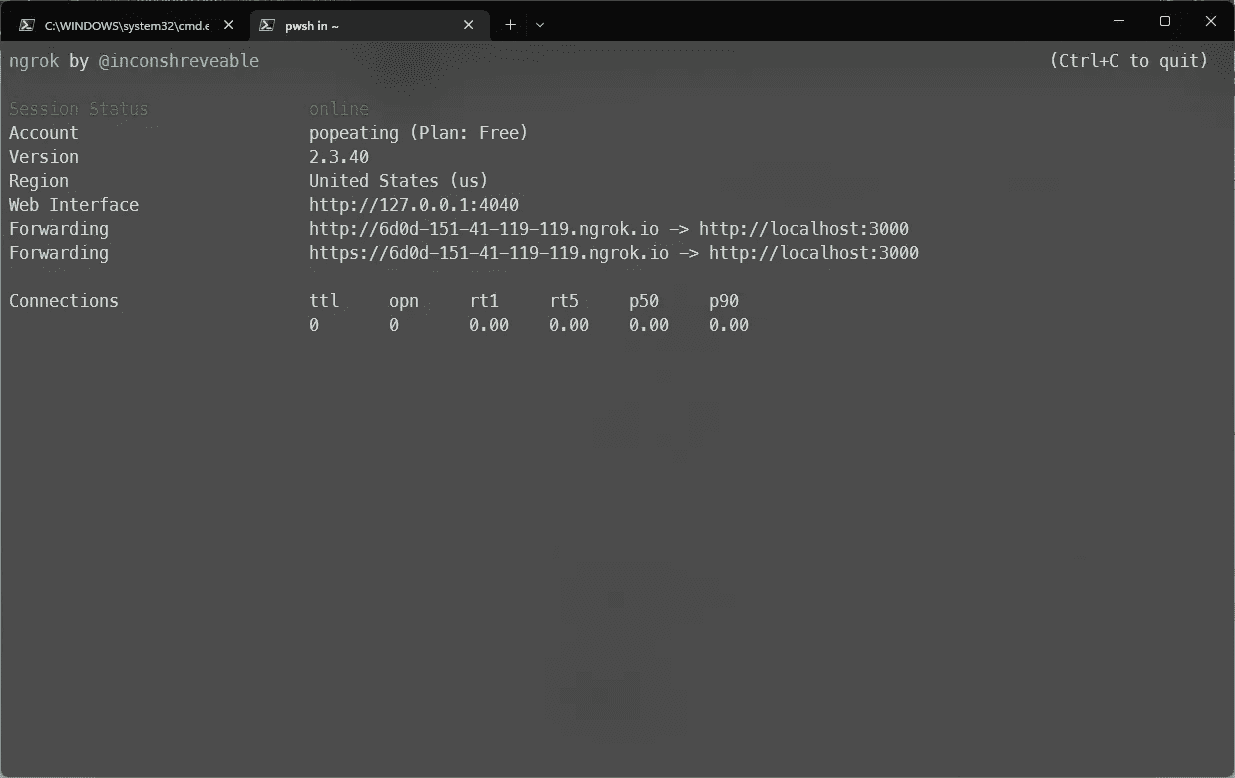 C:\WINDOWS\system32\cmd.e pwsh in ~
ngrok by @inconshreveable (Ctrl+C to quit)
Session Status online
Account popeating (Plan: Free)
Version 2.3.40
Region United States (us)
Web Interface http://127.0.0.1:4040
Forwarding http://6d0d-151-41-119-119.ngrok.io -> http://localhost:3000
Forwarding https://6d0d-151-41-119-119.ngrok.io -> http://localhost:3000
Connections ttl opn rt1 rt5 p50 p90
0 0 0.00 0.00 0.00 0.00